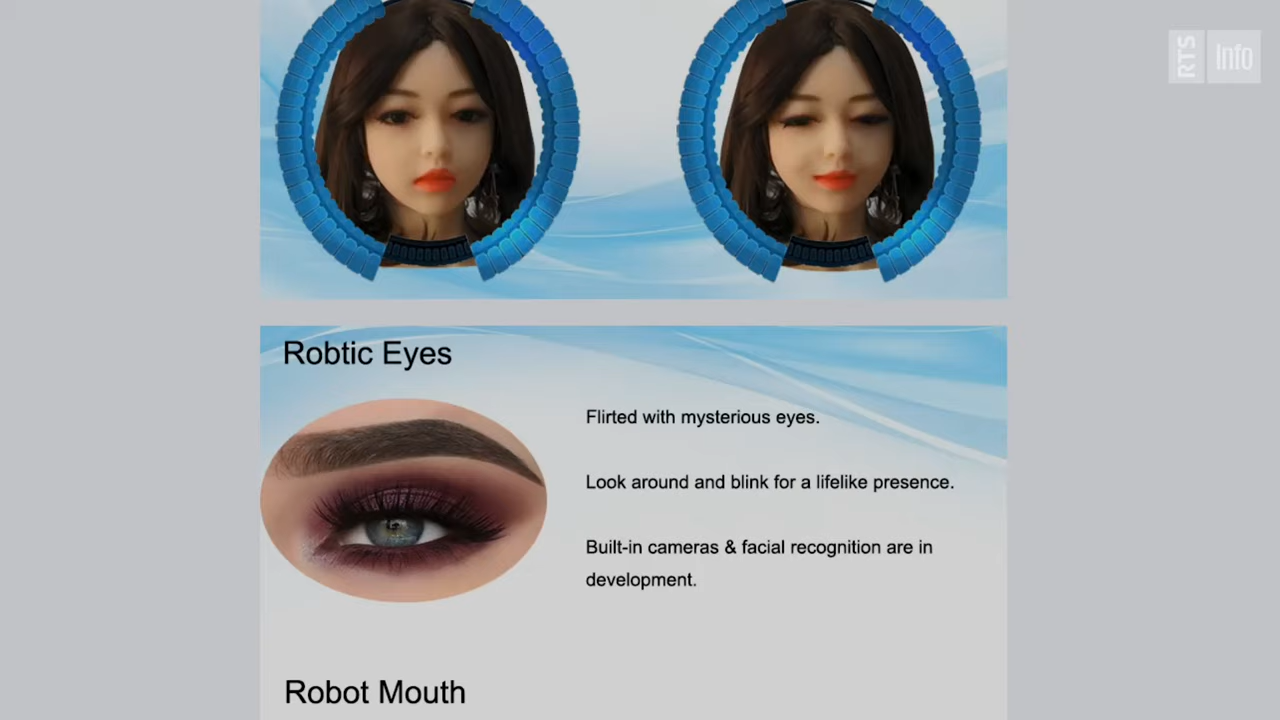 RTS Info
Robtic Eyes
Flirted with mysterious eyes.
Look around and blink for a lifelike presence.
Built-in cameras & facial recognition are in
development.
Robot Mouth